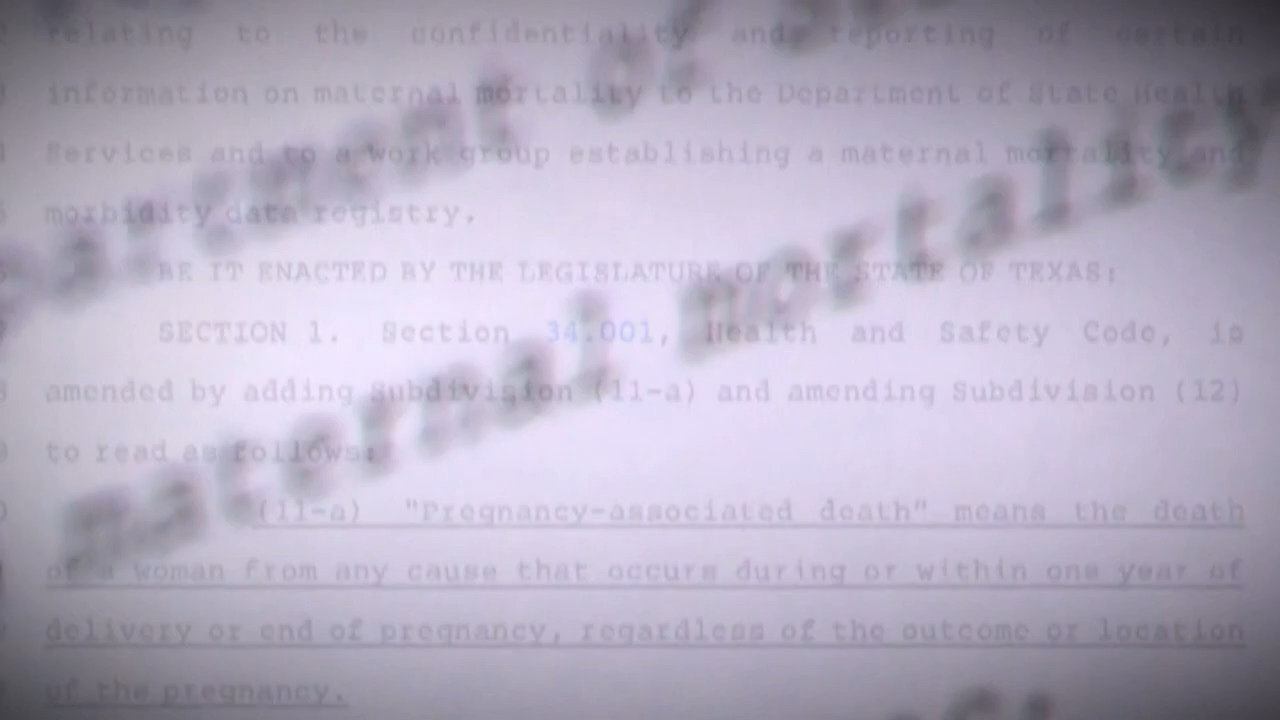 relating to the confidentiality and reporting of certain
information on maternal mortality to the Department of State Health
Services and to a work group establishing a maternal mortality and
morbidity data registry.
BE IT ENACTED BY THE LEGISLATURE OF THE STATE OF TEXAS:
SECTION 1. Section 34.001, Health and Safety Code, is
amended by adding Subdivision (11-a) and amending Subdivision (12)
to read as follows:
(11-a) "Pregnancy-associated death" means the death
of a woman from any cause that occurs during or within one year of
delivery or end of pregnancy, regardless of the outcome or location
of the pregnancy.
maternal mortality